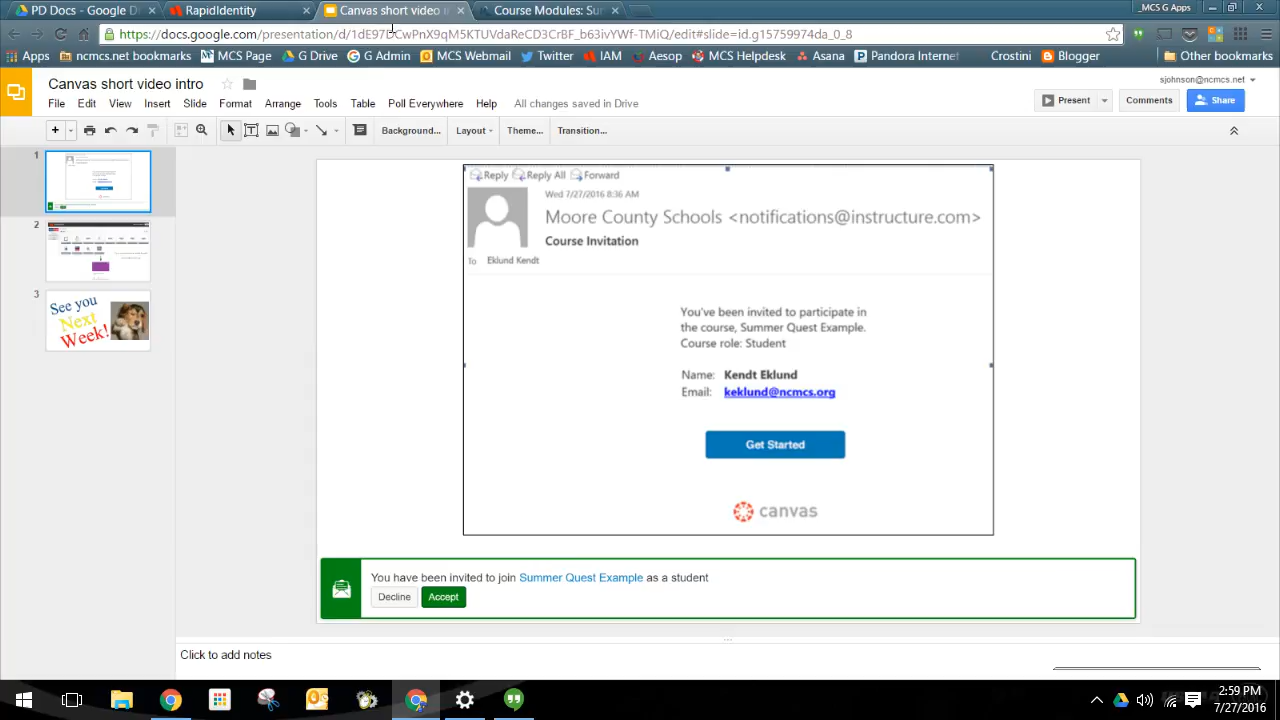 PD Docs - Google D
RapidIdentity
Canvas short video i
Course Modules: Su
MCS G Apps
https://docs.google.com/presentation/d/1dE97DCwPnX9qM5KTUVdaReCD3CrBF_b63ivYWf-TMiQ/edit#slide=id.g15759974da_0_8
Apps
ncmcs.net bookmarks
MCS Page
G Drive
G Admin
MCS Webmail
Twitter
IAM
Aesop
MCS Helpdesk
Asana
Pandora Internet
Crostini
Blogger
Other bookmarks
Canvas short video intro
sjohnson@ncmcs.net
File Edit View Insert Slide Format Arrange Tools Table Poll Everywhere Help All changes saved in Drive
Present
Comments
Share
Background...
Layout
Theme...
Transition...
1
2
3
See you
Next
Week!
Reply Reply All Forward
Wed 7/27/2016 8:36 AM
Moore County Schools <notifications@instructure.com>
Course Invitation
To Eklund Kendt
You've been invited to participate in
the course, Summer Quest Example.
Course role: Student
Name: Kendt Eklund
Email: keklund@ncmcs.org
Get Started
canvas
You have been invited to join Summer Quest Example as a student
Decline Accept
Click to add notes
2:59 PM
7/27/2016